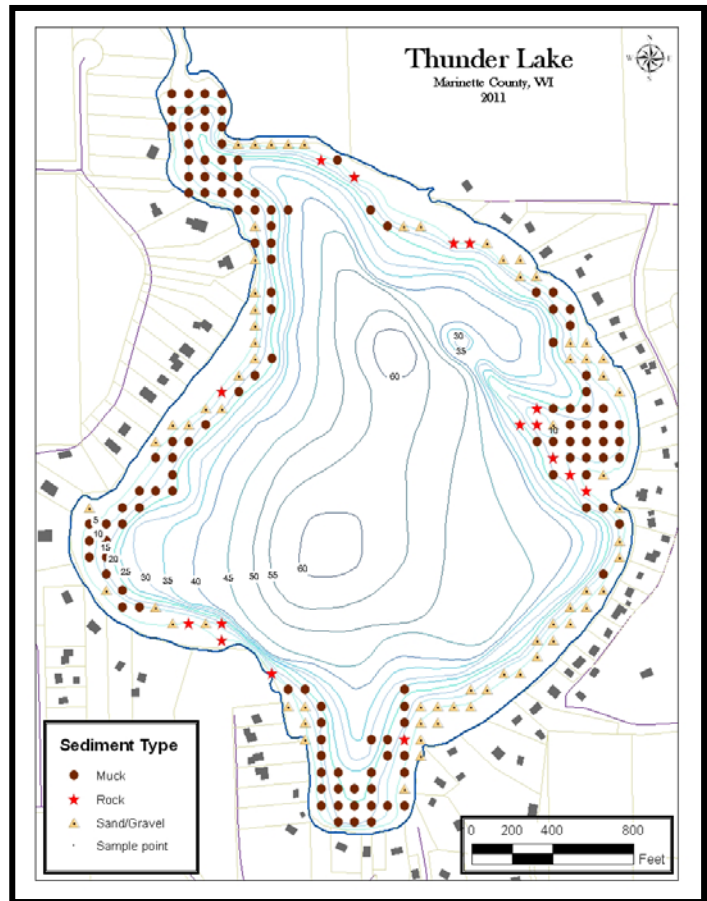 Thunder Lake
Marinette County, WI
2011
N
W
E
S
30
35
60
10
5
10
15
20
25
30
35
40
45
50
55
60
Sediment Type
Muck
Rock
Sand/Gravel
Sample point
0 200 400 800
Feet